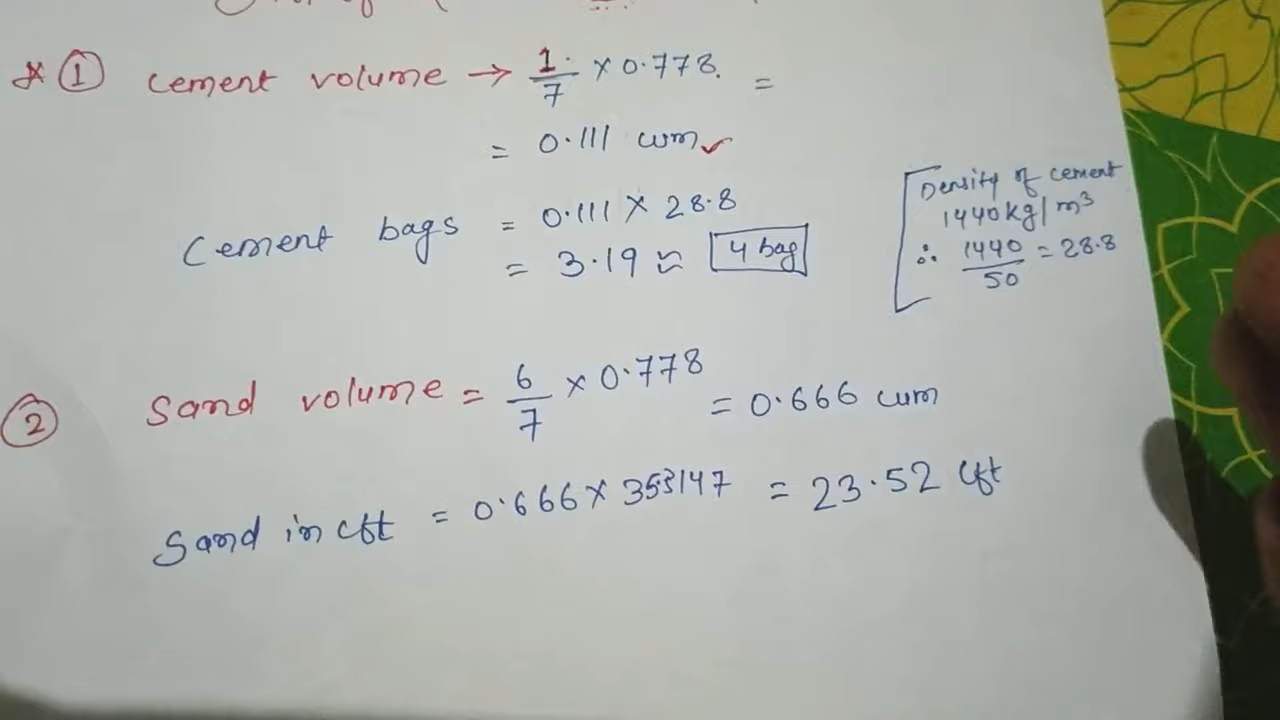 * ① cement volume → 1/7 × 0.778. =
= 0.111 cum ✓
Cement bags = 0.111 × 28.8
= 3.19 ≈ 4 bag
Density of cement
1440 kg/m³
∴ 1440/50 = 28.8
② Sand volume = 6/7 × 0.778 = 0.666 cum
Sand in cft = 0.666 × 353147 = 23.52 cft